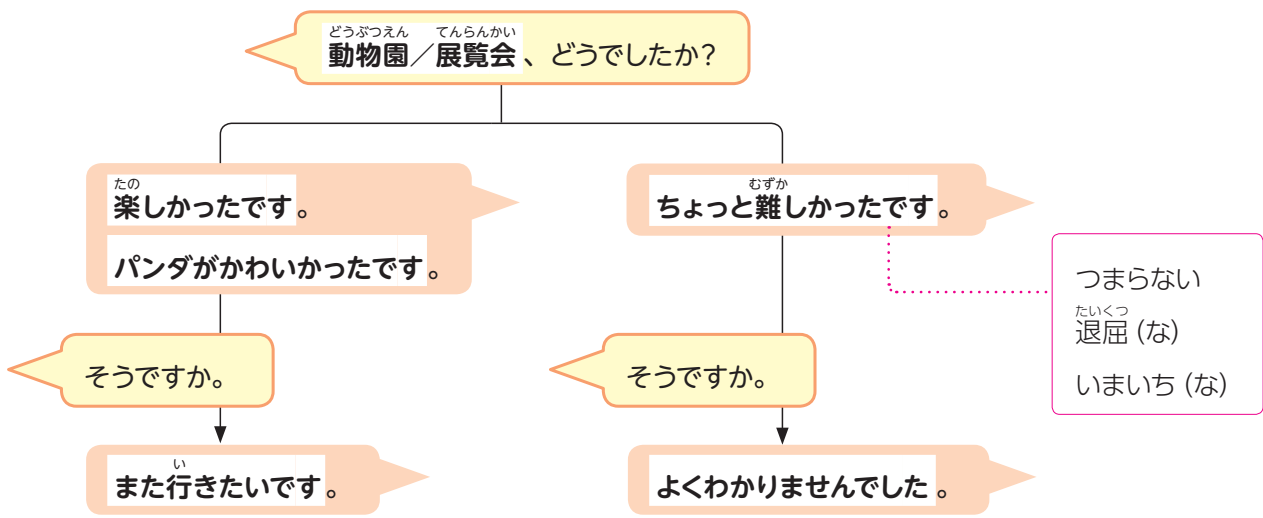 どうぶつえん てんらんかい
動物園／展覧会、どうでしたか？
たの
楽しかったです。
パンダがかわいかったです。
そうですか。
い
また行きたいです。
むずか
ちょっと難しかったです。
つまらない
たいくつ
退屈（な）
いまいち（な）
そうですか。
よくわかりませんでした。